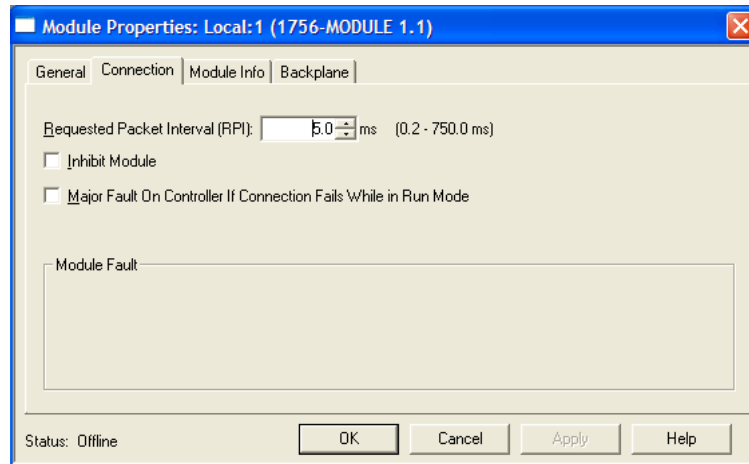 Module Properties: Local:1 (1756-MODULE 1.1)
General Connection Module Info Backplane
Requested Packet Interval (RPI): 5.0 ms (0.2 - 750.0 ms)
Inhibit Module
Major Fault On Controller If Connection Fails While in Run Mode
Module Fault
Status: Offline OK Cancel Apply Help